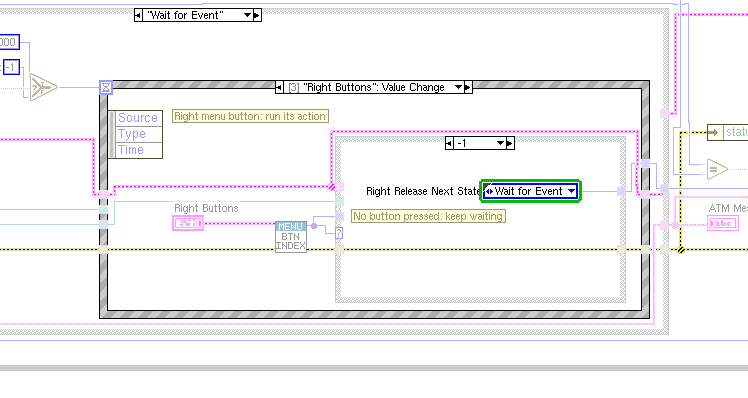 "Wait for Event"
000
-1
[3] "Right Buttons": Value Change
Source
Type
Time
Right menu button: run its action
-1
statu
Right Release Next State
Wait for Event
Right Buttons
No button pressed: keep waiting
?
MENU
BTN
INDEX
=
ATM Mes
abc